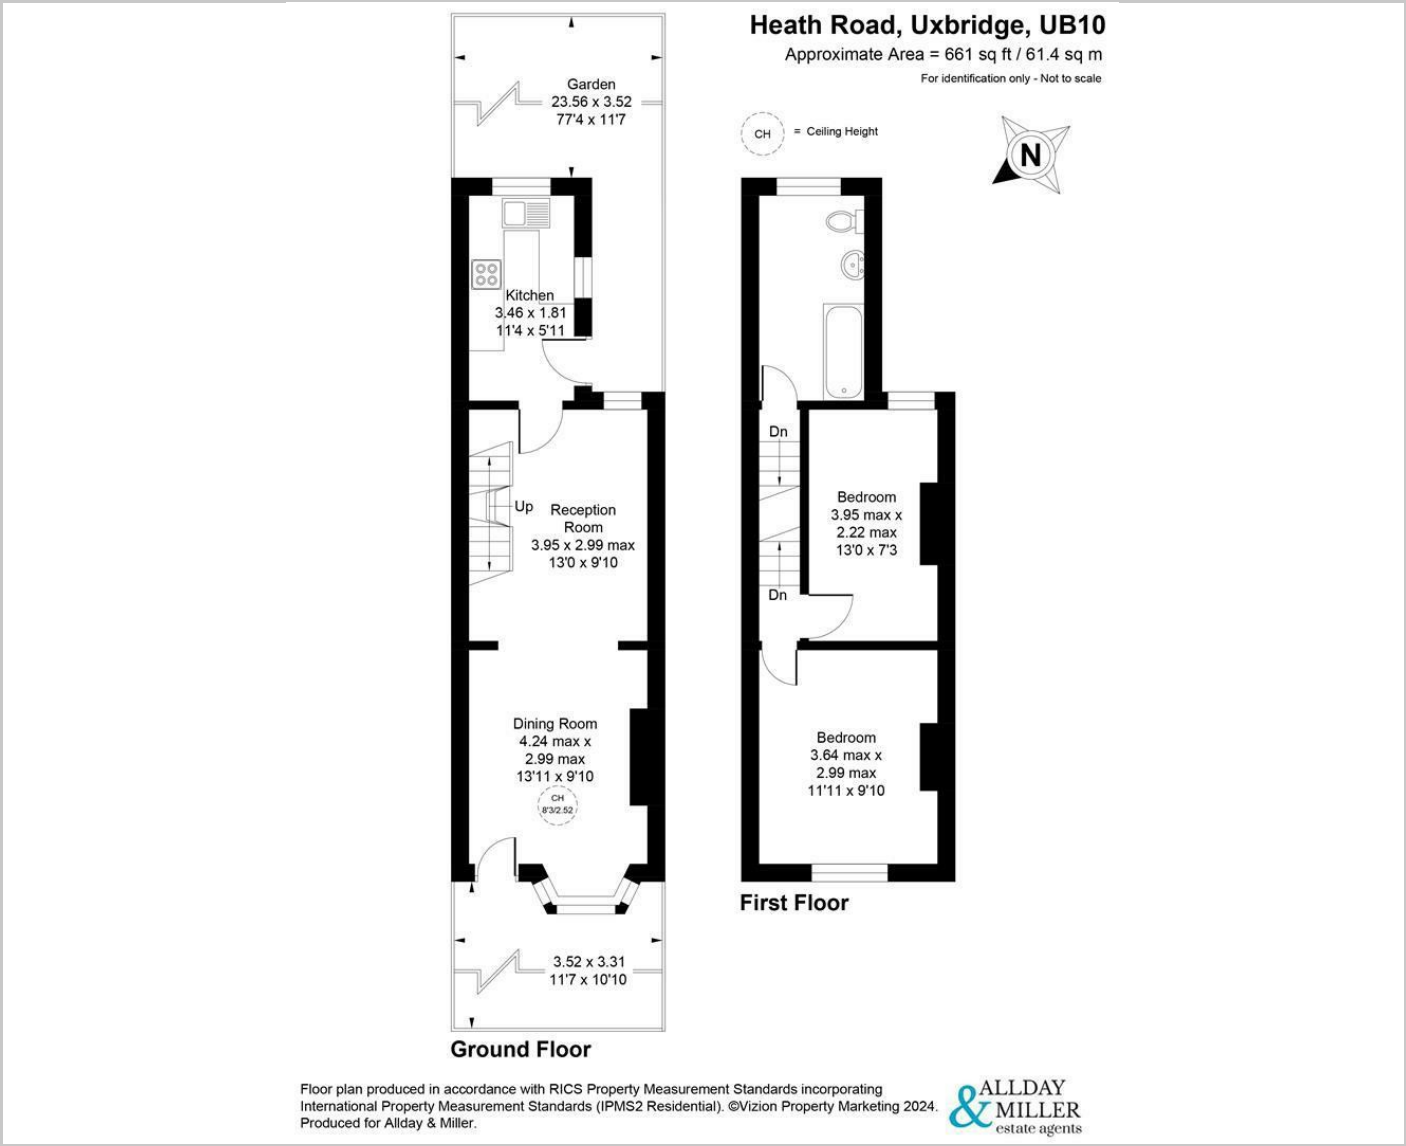 Heath Road, Uxbridge, UB10
Approximate Area = 661 sq ft / 61.4 sq m
For identification only - Not to scale
CH
= Ceiling Height
N
Garden
23.56 x 3.52
77'4 x 11'7
Kitchen
3.46 x 1.81
11'4 x 5'11
Up
Reception
Room
3.95 x 2.99 max
13'0 x 9'10
Dining Room
4.24 max x
2.99 max
13'11 x 9'10
CH
8'3/2.52
3.52 x 3.31
11'7 x 10'10
Ground Floor
Dn
Bedroom
3.95 max x
2.22 max
13'0 x 7'3
Dn
Bedroom
3.64 max x
2.99 max
11'11 x 9'10
First Floor
Floor plan produced in accordance with RICS Property Measurement Standards incorporating
International Property Measurement Standards (IPMS2 Residential). ©Vizion Property Marketing 2024.
Produced for Allday & Miller.
ALLDAY
& MILLER
estate agents